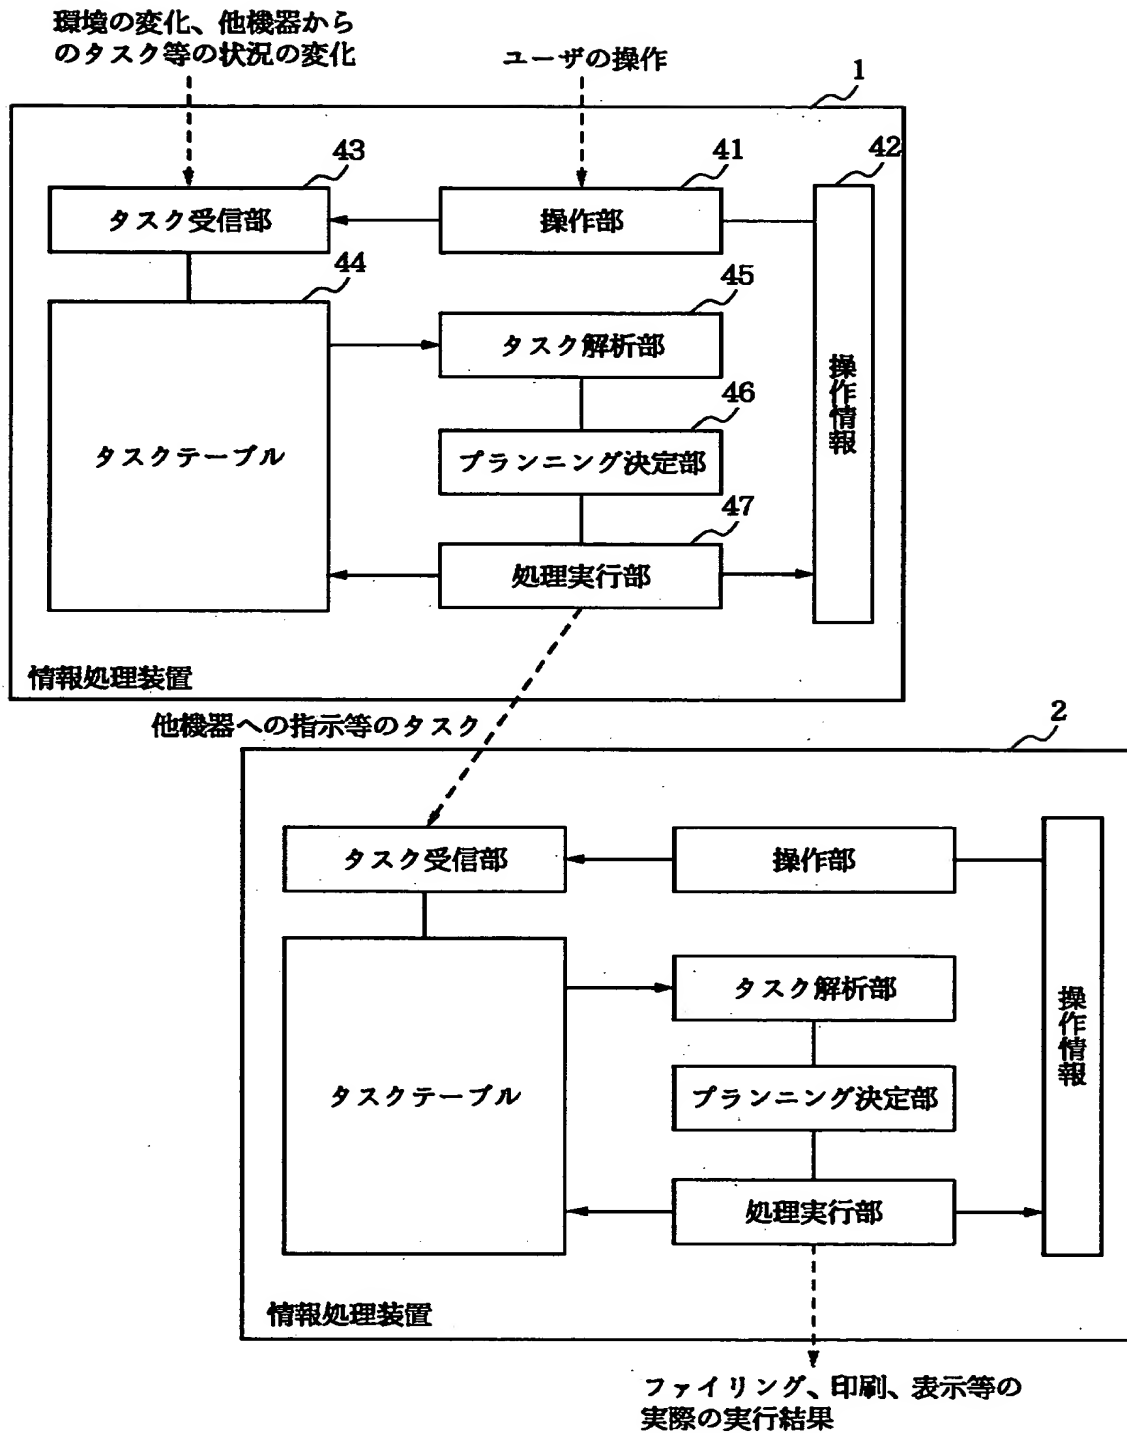 環境の変化、他機器から
のタスク等の状況の変化
ユーザの操作
1
43
41
42
タスク受信部
操作部
44
45
タスク解析部
操作情報
46
タスクテーブル
プランニング決定部
47
処理実行部
情報処理装置
他機器への指示等のタスク
2
タスク受信部
操作部
タスク解析部
操作情報
タスクテーブル
プランニング決定部
処理実行部
情報処理装置
ファイリング、印刷、表示等の
実際の実行結果